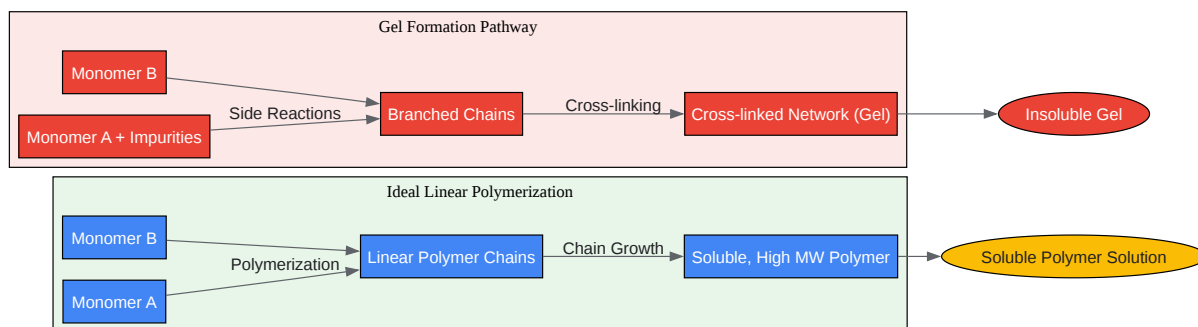 Gel Formation Pathway
Monomer B
Side Reactions
Monomer A + Impurities
Branched Chains
Cross-linking
Cross-linked Network (Gel)
Insoluble Gel
Ideal Linear Polymerization
Monomer B
Polymerization
Monomer A
Linear Polymer Chains
Chain Growth
Soluble, High MW Polymer
Soluble Polymer Solution